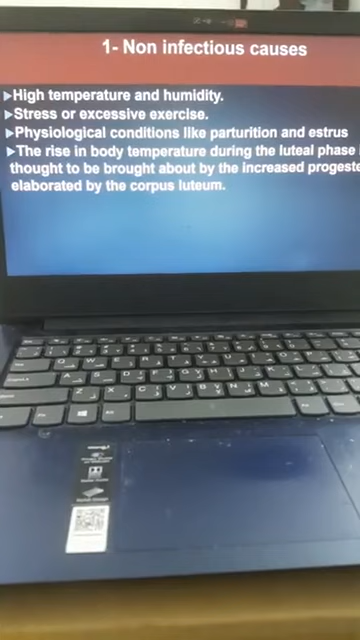 1- Non infectious causes
▶High temperature and humidity.
▶Stress or excessive exercise.
▶Physiological conditions like parturition and estrus
▶The rise in body temperature during the luteal phase
thought to be brought about by the increased progeste
elaborated by the corpus luteum.